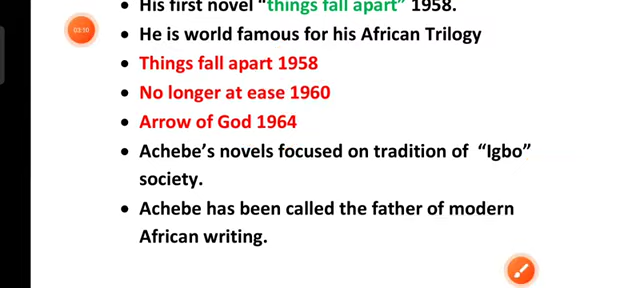 • His first novel "things fall apart" 1958.
03:10
• He is world famous for his African Trilogy
• Things fall apart 1958
• No longer at ease 1960
• Arrow of God 1964
• Achebe's novels focused on tradition of "Igbo"
society.
• Achebe has been called the father of modern
African writing.